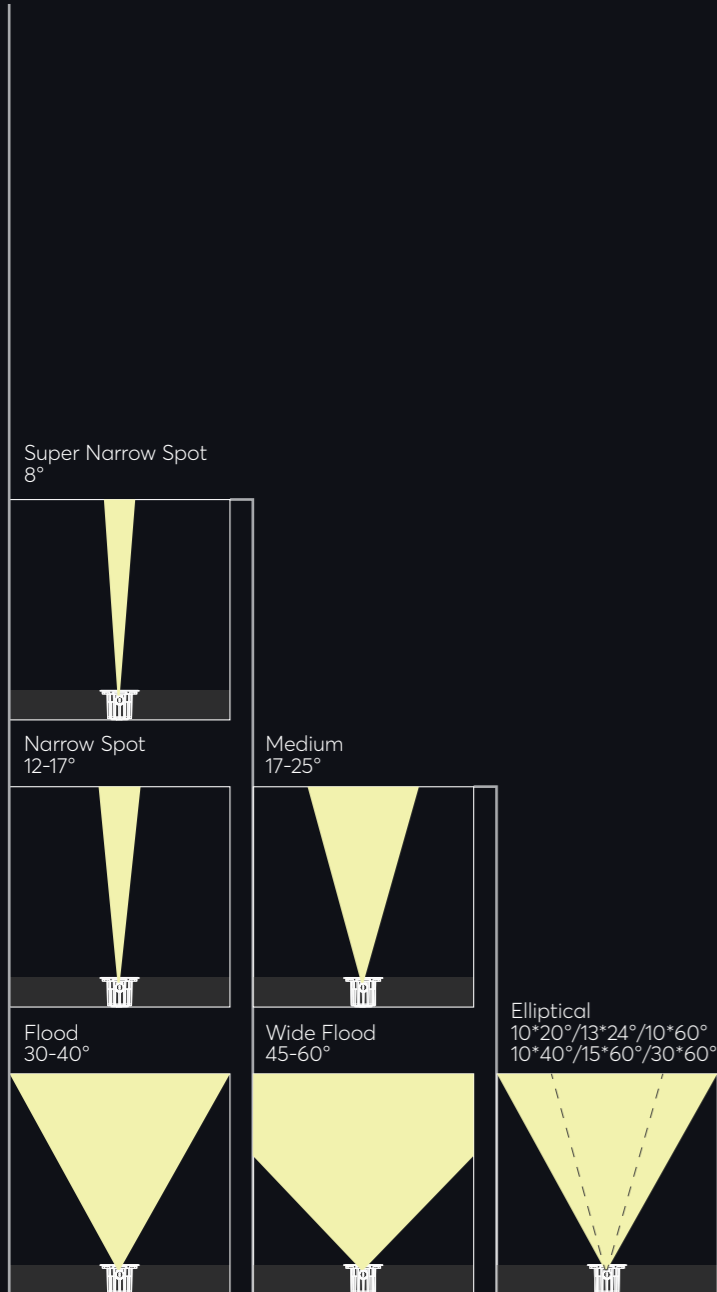 Super Narrow Spot
8°
Narrow Spot
12-17°
Medium
17-25°
Flood
30-40°
Wide Flood
45-60°
Elliptical
10*20°/13*24°/10*60°
10*40°/15*60°/30*60°